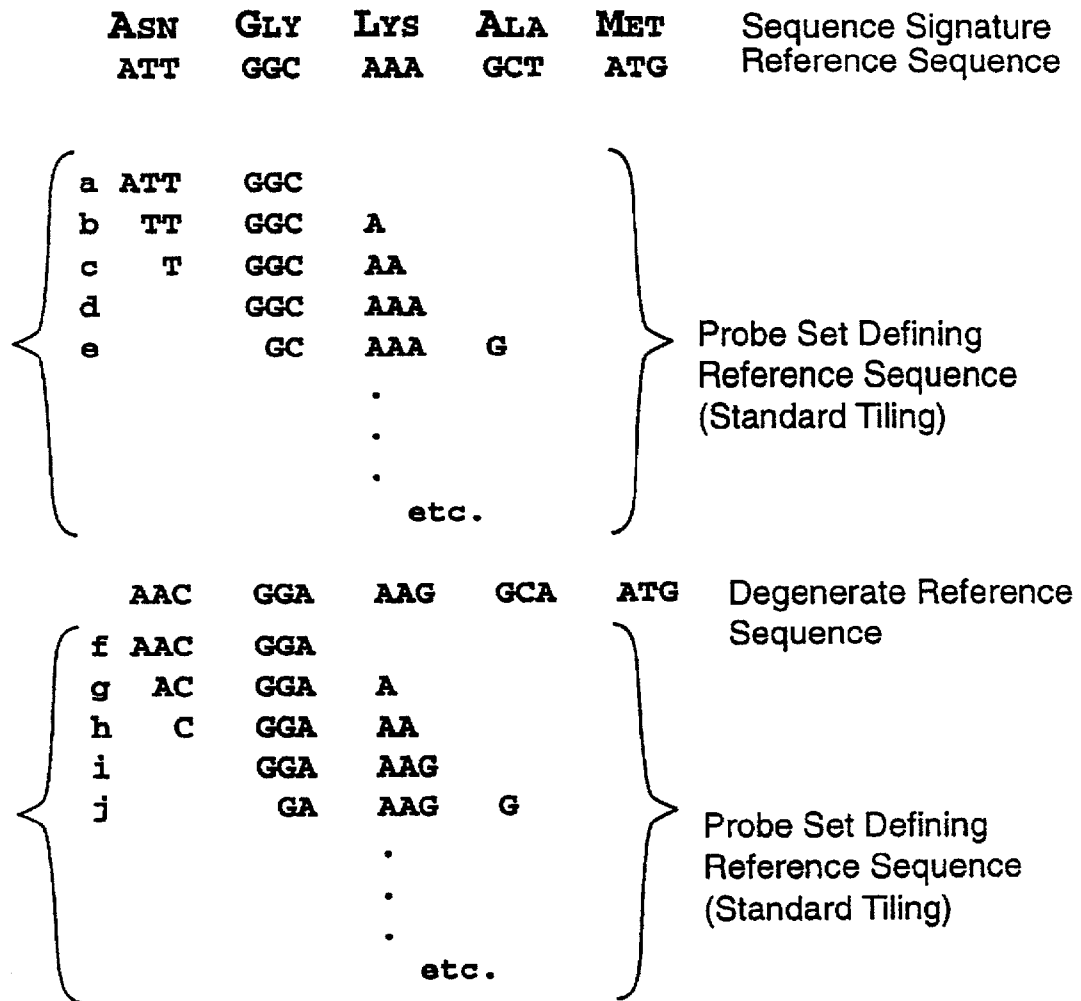 ASN GLY LYS ALA MET Sequence Signature
ATT GGC AAA GCT ATG Reference Sequence
a ATT GGC
b TT GGC A
c T GGC AA
d GGC AAA
e GC AAA G
Probe Set Defining
Reference Sequence
(Standard Tiling)
.
.
.
etc.
AAC GGA AAG GCA ATG Degenerate Reference
Sequence
f AAC GGA
g AC GGA A
h C GGA AA
i GGA AAG
j GA AAG G
Probe Set Defining
Reference Sequence
(Standard Tiling)
.
.
.
etc.